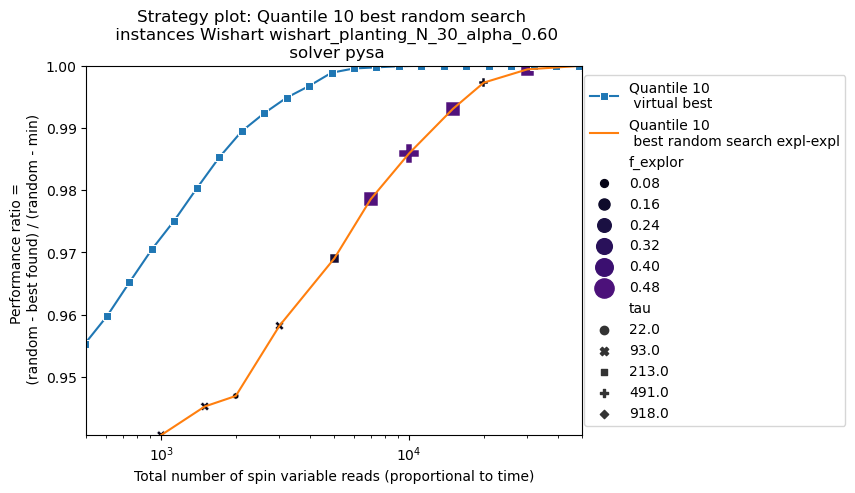 Strategy plot: Quantile 10 best random search
instances Wishart wishart_planting_N_30_alpha_0.60
solver pysa
1.00
0.99
0.98
0.97
0.96
0.95
Performance ratio =
(random - best found) / (random - min)
10^3
10^4
Total number of spin variable reads (proportional to time)
Quantile 10
virtual best
Quantile 10
best random search expl-expl
f_explor
0.08
0.16
0.24
0.32
0.40
0.48
tau
22.0
93.0
213.0
491.0
918.0